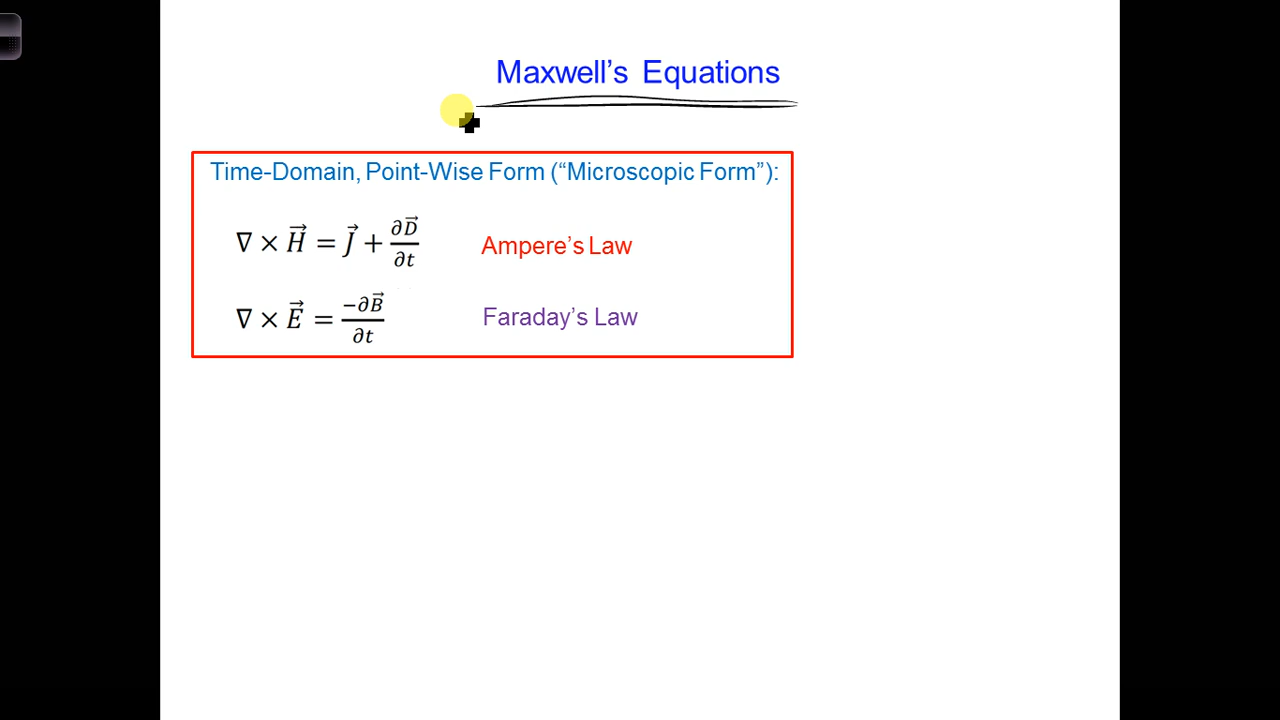 Maxwell’s Equations
Time-Domain, Point-Wise Form (“Microscopic Form”):
∇ × H⃗ = J⃗ + ∂D⃗/∂t Ampere’s Law
∇ × E⃗ = −∂B⃗/∂t Faraday’s Law